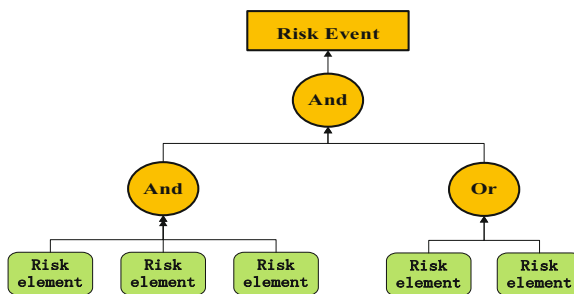 Risk Event
And
And
Or
Risk
element
Risk
element
Risk
element
Risk
element
Risk
element